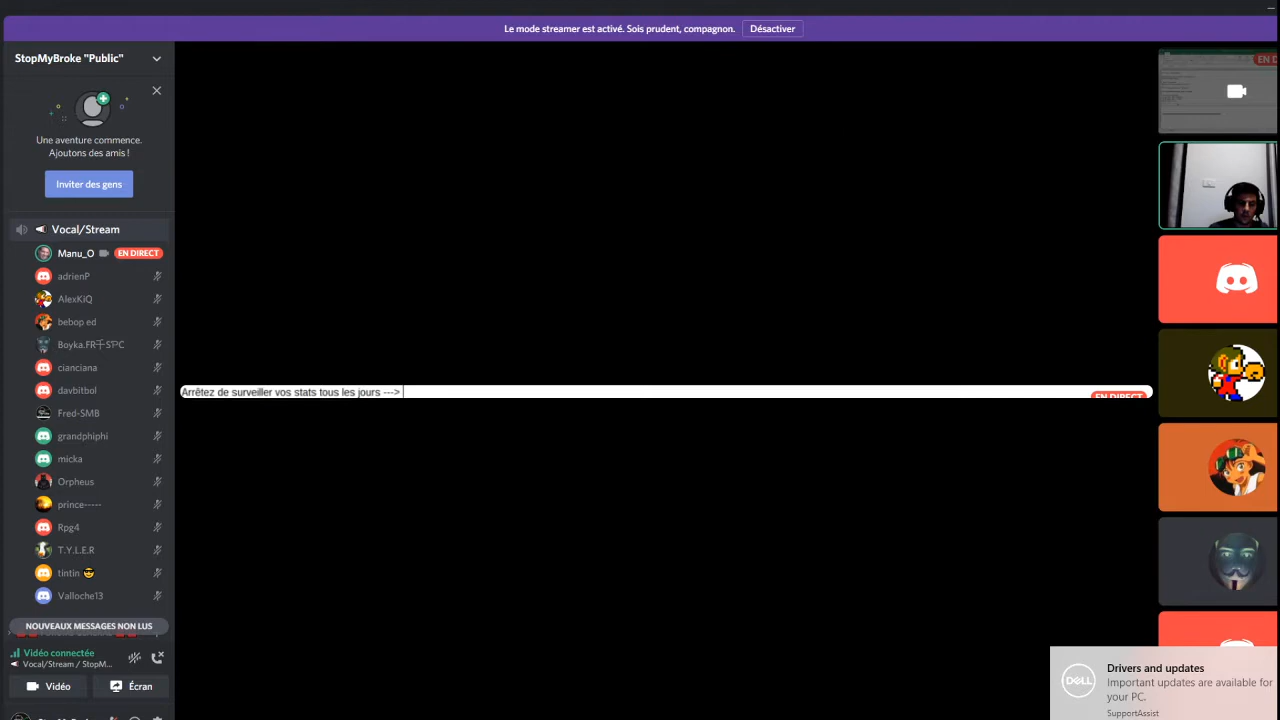 Le mode streamer est activé. Sois prudent, compagnon.
Désactiver
StopMyBroke "Public"
Une aventure commence.
Ajoutons des amis !
Inviter des gens
Vocal/Stream
Manu_O
EN DIRECT
adrienP
AlexKiQ
bebop ed
cianciana
davbitbol
Fred-SMB
grandphiphi
micka
Orpheus
prince-----
Rpg4
T.Y.L.E.R
tintin 😎
Valloche13
NOUVEAUX MESSAGES NON LUS
Vidéo connectée
Vocal/Stream / StopM...
Vidéo
Écran
Arrêtez de surveiller vos stats tous les jours --->
EN DIRECT
EN D
DELL
Drivers and updates
Important updates are available for
your PC.
SupportAssist